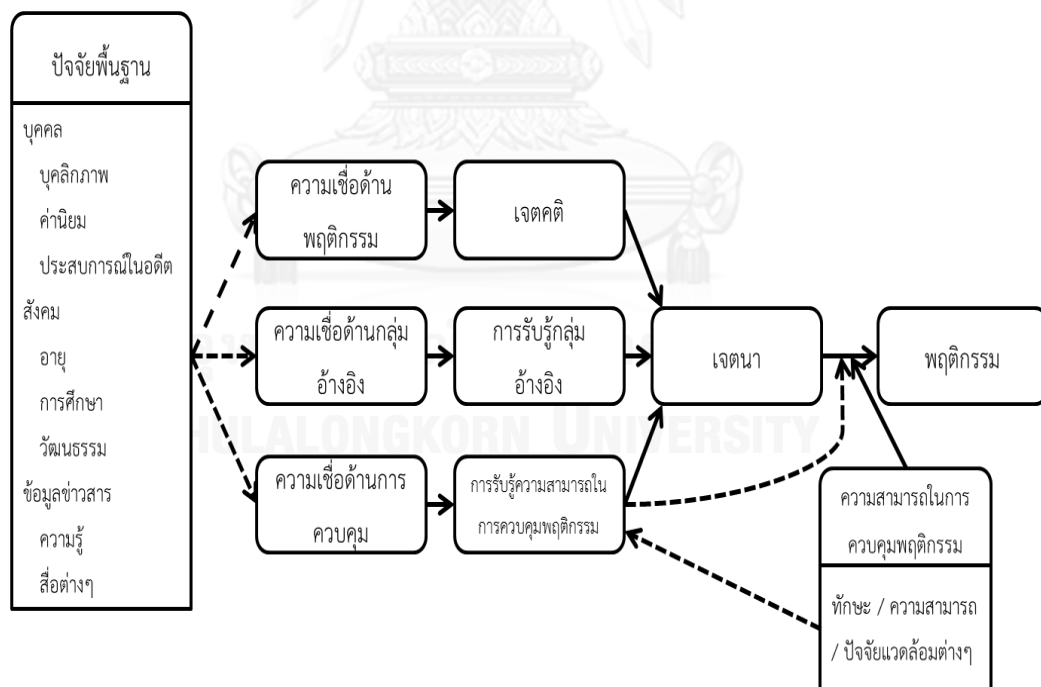 ปัจจัยพื้นฐาน
บุคคล
บุคลิกภาพ
ค่านิยม
ประสบการณ์ในอดีต
สังคม
อายุ
การศึกษา
วัฒนธรรม
ข้อมูลข่าวสาร
ความรู้
สื่อต่างๆ
ความเชื่อด้าน
พฤติกรรม
เจตคติ
ความเชื่อด้านกลุ่ม
อ้างอิง
การรับรู้กลุ่ม
อ้างอิง
เจตนา
พฤติกรรม
ความเชื่อด้านการ
ควบคุม
การรับรู้ความสามารถใน
การควบคุมพฤติกรรม
ความสามารถในการ
ควบคุมพฤติกรรม
ทักษะ / ความสามารถ
/ ปัจจัยแวดล้อมต่างๆ
HULALONGKORN UNIVERSITY